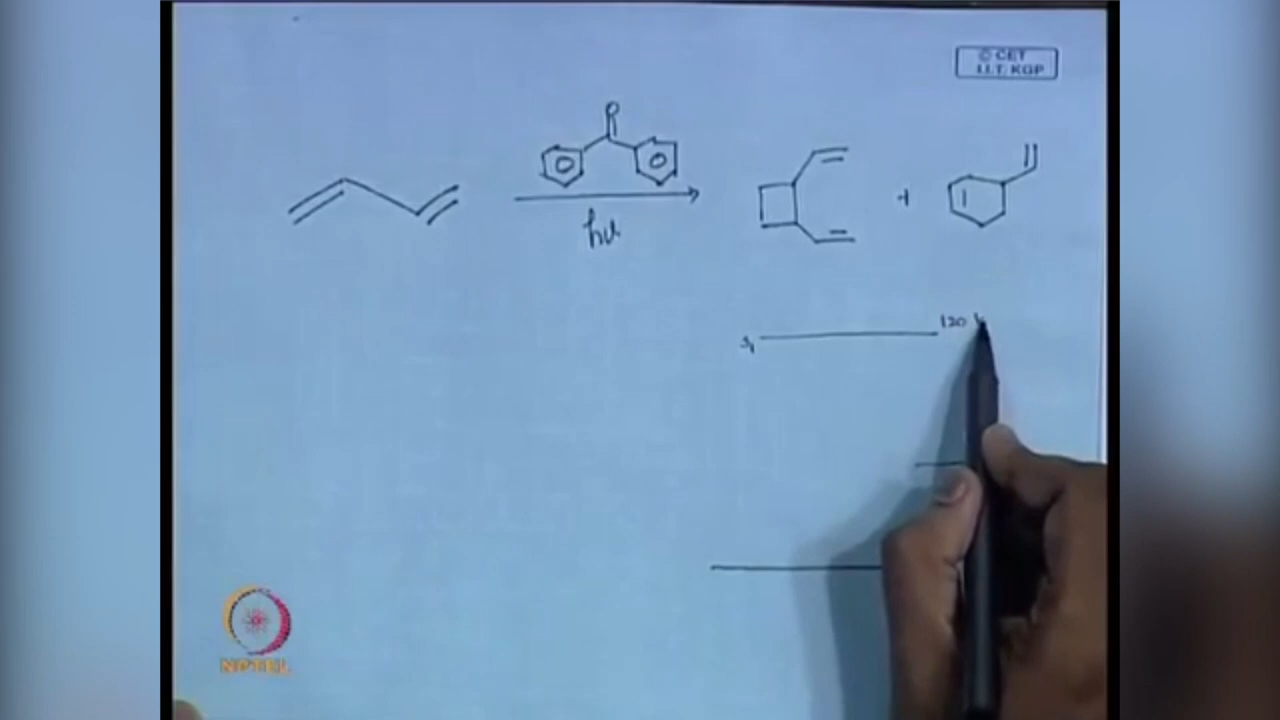 © CET
I.I.T. KGP
O
hν
+
S₁
120 k
NPTEL